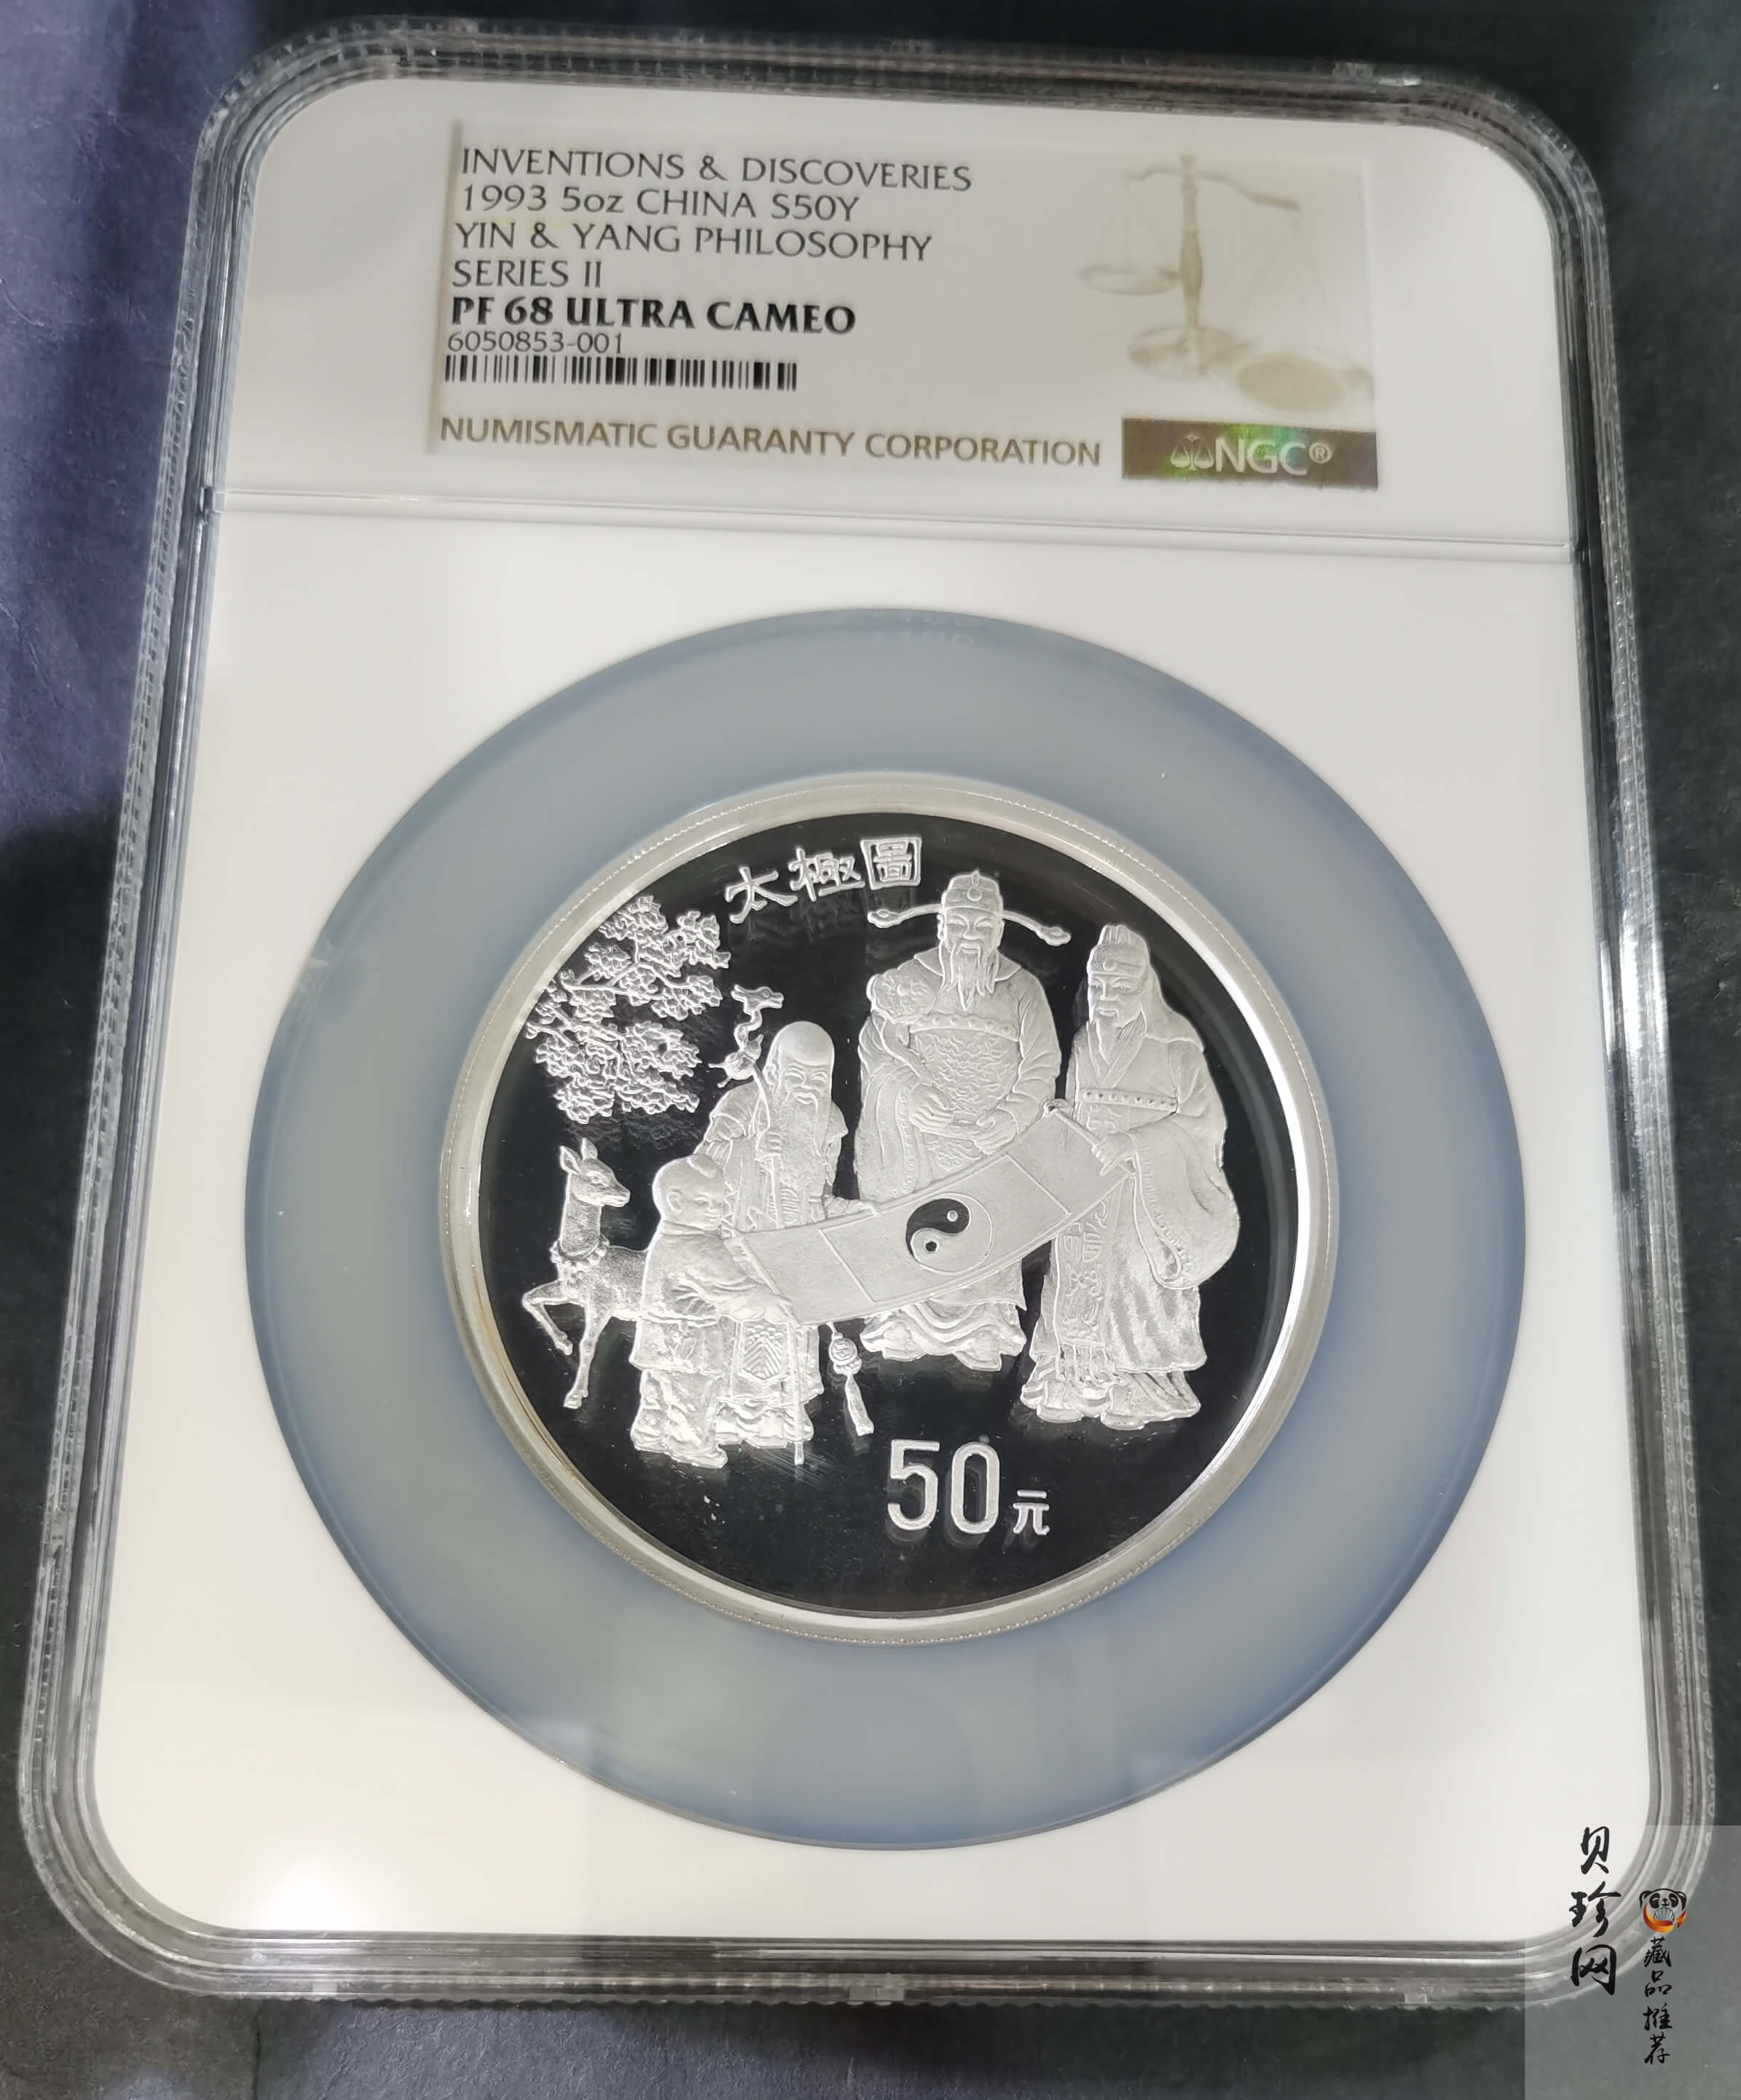 INVENTIONS & DISCOVERIES
1993 5oz CHINA S50Y
YIN & YANG PHILOSOPHY
SERIES II
PF 68 ULTRA CAMEO
6050853-001
NUMISMATIC GUARANTY CORPORATION
NGC®
太極圖
50元
贝珍网
藏品推荐